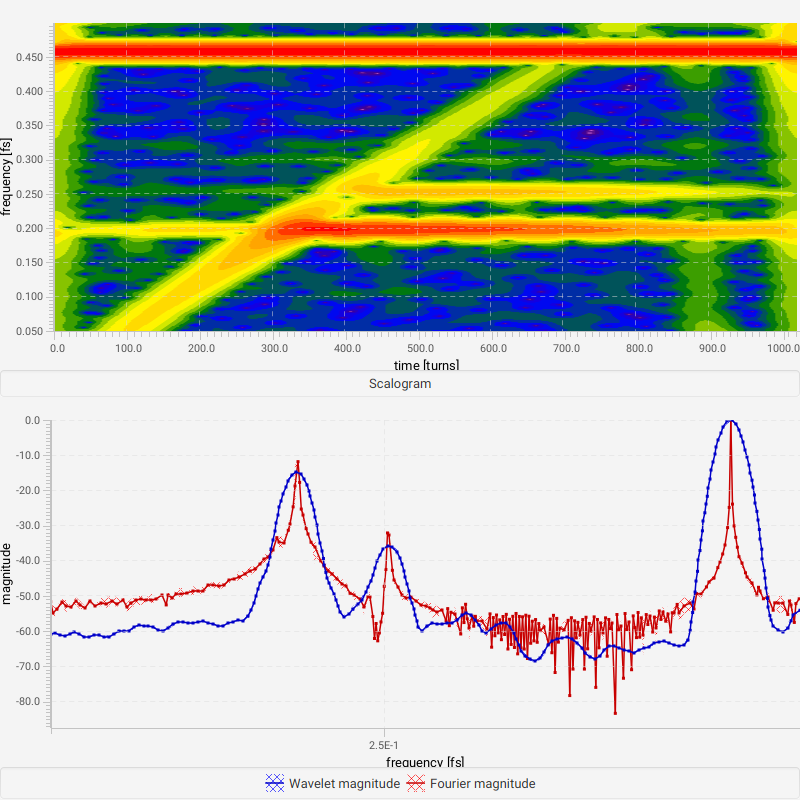 0.450
0.400
0.350
0.300
0.250
0.200
0.150
0.100
0.050
frequency [fs]
0.0 100.0 200.0 300.0 400.0 500.0 600.0 700.0 800.0 900.0 1000.0
time [turns]
Scalogram
0.0
-10.0
-20.0
-30.0
-40.0
-50.0
-60.0
-70.0
-80.0
magnitude
2.5E-1
frequency [fs]
Wavelet magnitude Fourier magnitude